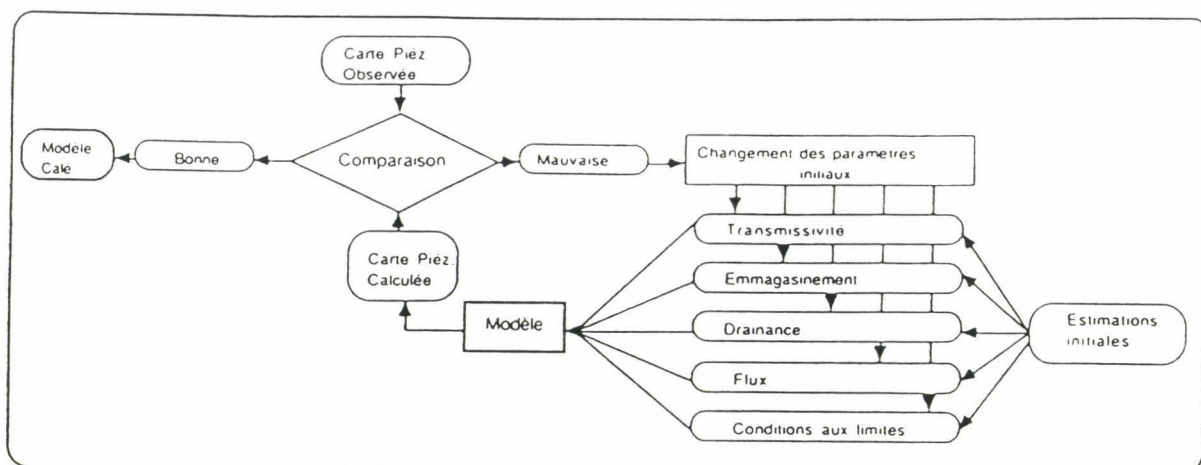 Carte Piéz
Observée
Modèle
Calé
Bonne
Comparaison
Mauvaise
Changement des parametres
initiaux
Transmissivité
Carte Piéz.
Calculée
Emmagasinement
Modèle
Drainance
Estimations
initiales
Flux
Conditions aux limites